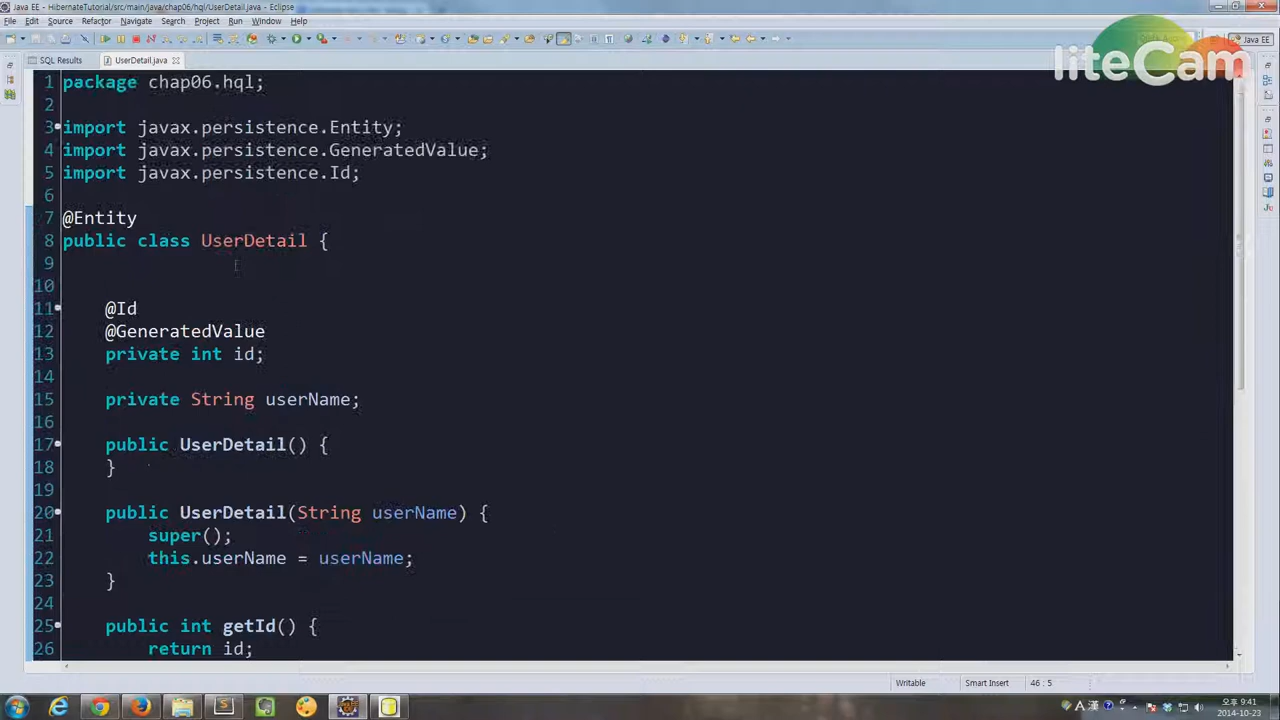 Java EE - HibernateTutorial/src/main/java/chap06/hql/UserDetail.java - Eclipse
File Edit Source Refactor Navigate Search Project Run Window Help
Java EE
liteCam
SQL Results UserDetail.java
1 package chap06.hql;
2
3 import javax.persistence.Entity;
4 import javax.persistence.GeneratedValue;
5 import javax.persistence.Id;
6
7 @Entity
8 public class UserDetail {
9
10
11 @Id
12 @GeneratedValue
13 private int id;
14
15 private String userName;
16
17 public UserDetail() {
18 }
19
20 public UserDetail(String userName) {
21 super();
22 this.userName = userName;
23 }
24
25 public int getId() {
26 return id;
Writable Smart Insert 46 : 5
A 漢
오후 9:41
2014-10-23